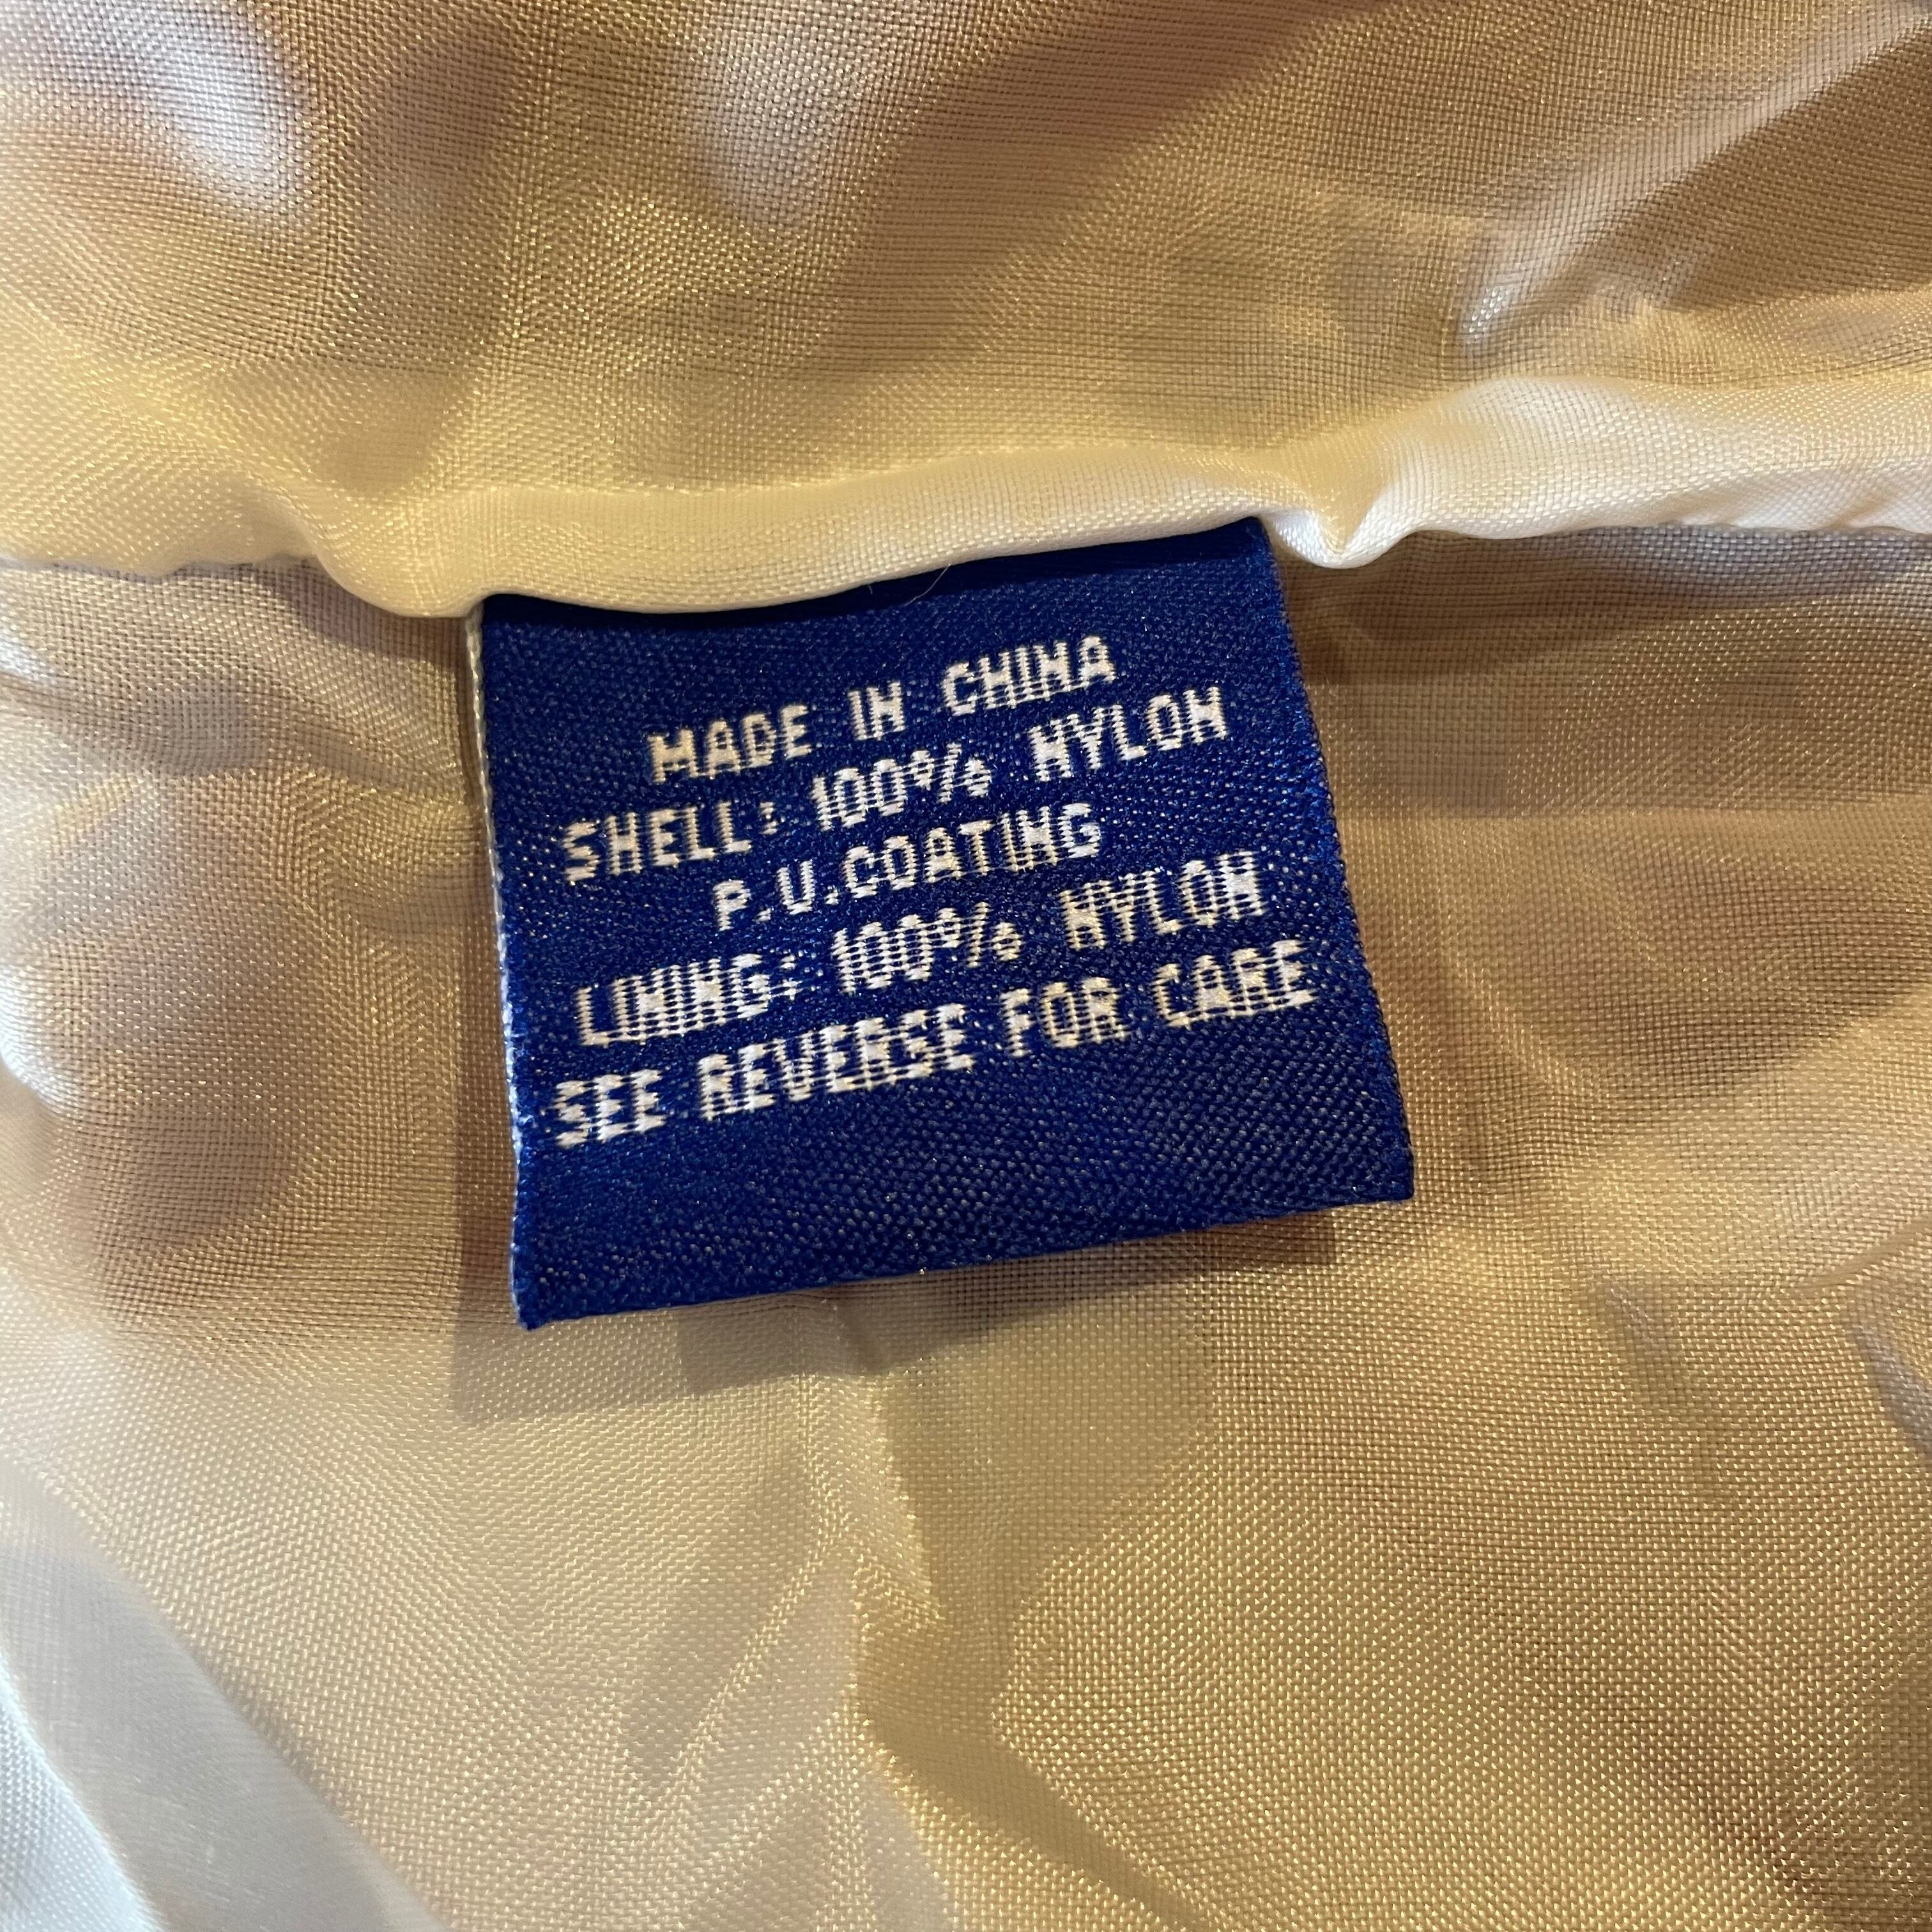 MADE IN CHINA
SHELL: 100% NYLON
P.U.COATING
LINING: 100% NYLON
SEE REVERSE FOR CARE